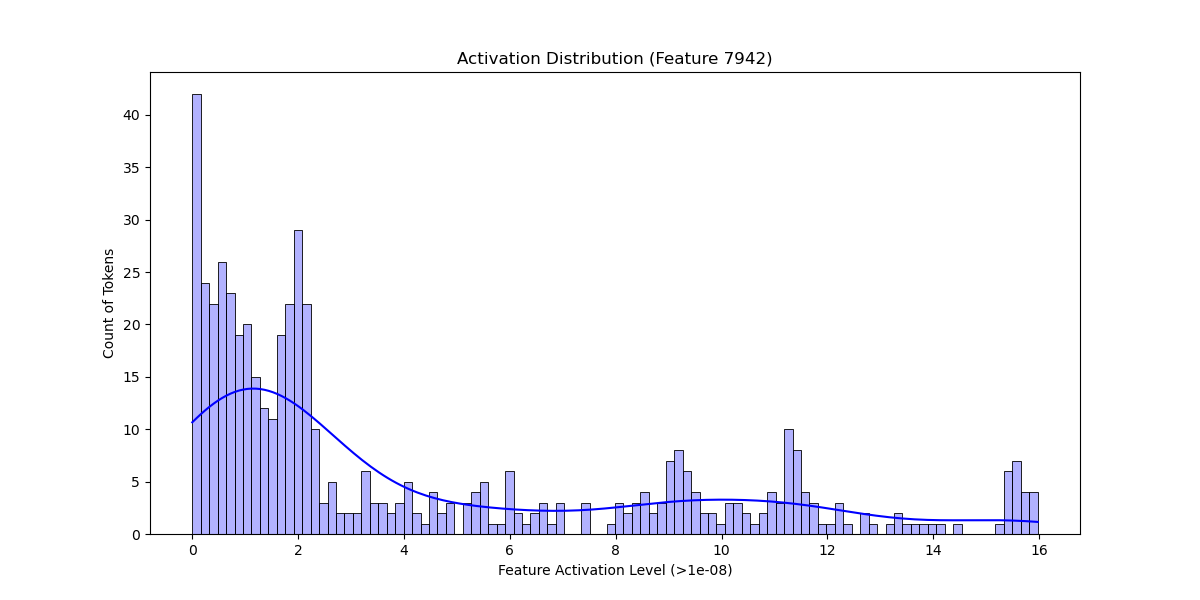 Activation Distribution (Feature 7942)
Count of Tokens
40
35
30
25
20
15
10
5
0
0 2 4 6 8 10 12 14 16
Feature Activation Level (>1e-08)